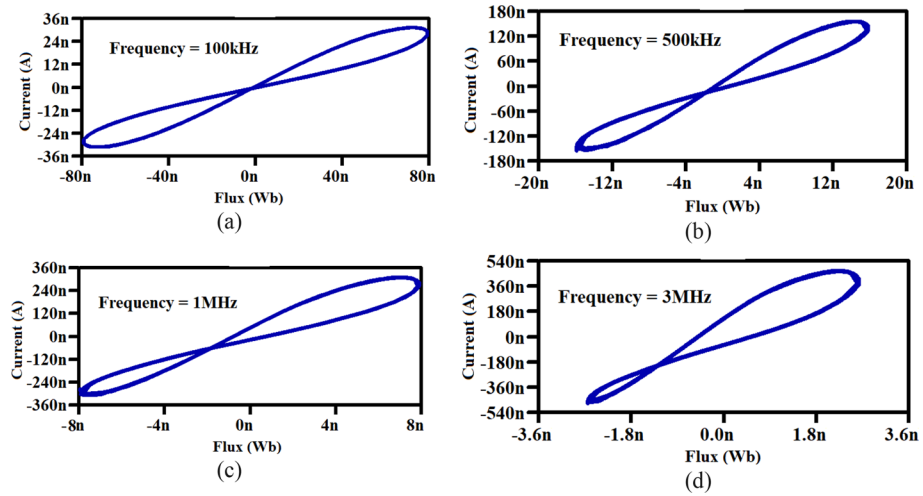 36n
24n
12n
0n
-12n
-24n
36n
Current (A)
Frequency = 100kHz
-80n -40n 0n 40n 80n
Flux (Wb)
(a)
180n
120n
60n
0n
-60n
-120n
-180n
Current (A)
Frequency = 500kHz
-20n -12n -4n 4n 12n 20n
Flux (Wb)
(b)
360n
240n
120n
0n
-120n
-240n
-360n
Current (A)
Frequency = 1MHz
-8n -4n 0n 4n 8n
Flux (Wb)
(c)
540n
360n
180n
0n
-180n
-360n
-540n
Current (A)
Frequency = 3MHz
-3.6n -1.8n 0.0n 1.8n 3.6n
Flux (Wb)
(d)